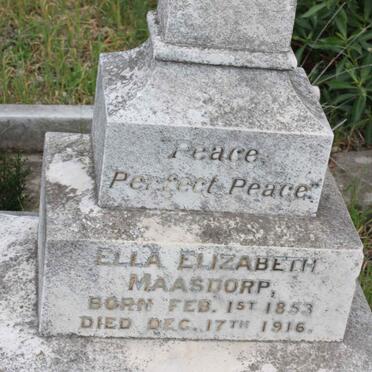 Peace,
Perfect Peace
ELLA ELIZABETH
MAASDORP,
BORN FEB. 1ST 1853
DIED DEC. 17TH 1916.